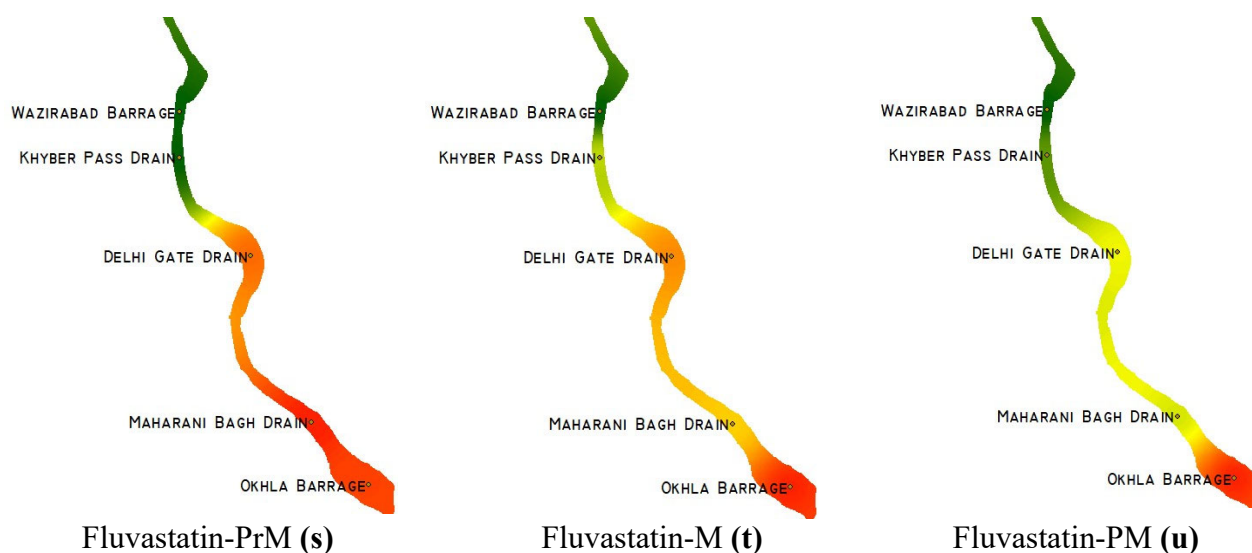 WAZIRABAD BARRAGE
KHYBER PASS DRAIN
DELHI GATE DRAIN
MAHARANI BAGH DRAIN
OKHLA BARRAGE
Fluvastatin-PrM (s)
WAZIRABAD BARRAGE
KHYBER PASS DRAIN
DELHI GATE DRAIN
MAHARANI BAGH DRAIN
OKHLA BARRAGE
Fluvastatin-M (t)
WAZIRABAD BARRAGE
KHYBER PASS DRAIN
DELHI GATE DRAIN
MAHARANI BAGH DRAIN
OKHLA BARRAGE
Fluvastatin-PM (u)